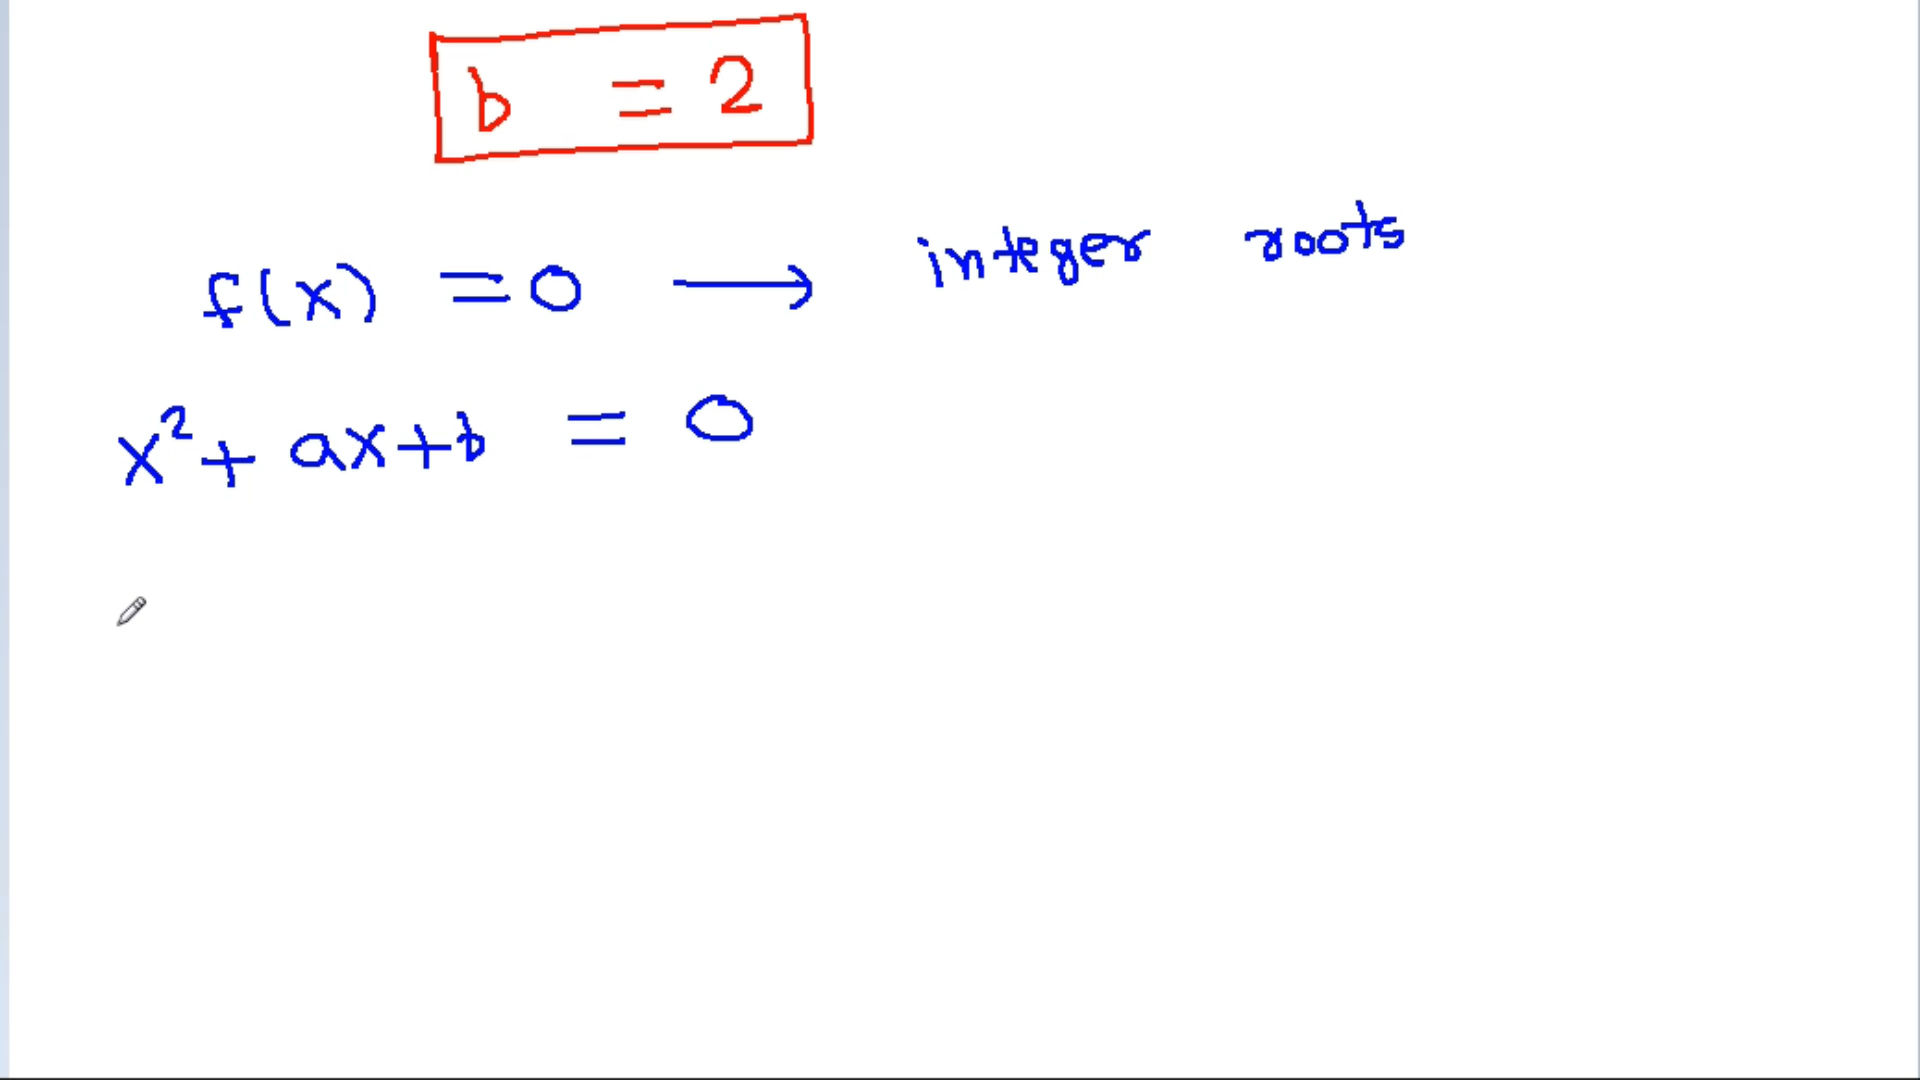 b = 2
f(x) = 0 → integer roots
x² + ax + b = 0